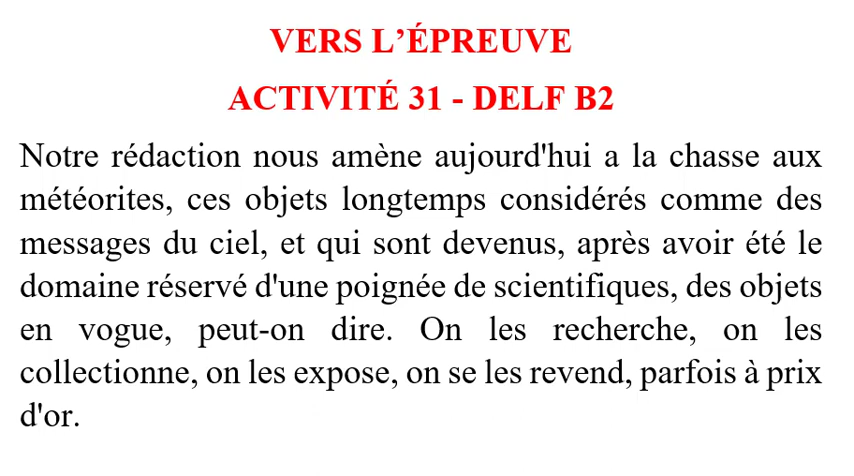 VERS L’ÉPREUVE
ACTIVITÉ 31 - DELF B2
Notre rédaction nous amène aujourd'hui a la chasse aux
météorites, ces objets longtemps considérés comme des
messages du ciel, et qui sont devenus, après avoir été le
domaine réservé d'une poignée de scientifiques, des objets
en vogue, peut-on dire. On les recherche, on les
collectionne, on les expose, on se les revend, parfois à prix
d'or.